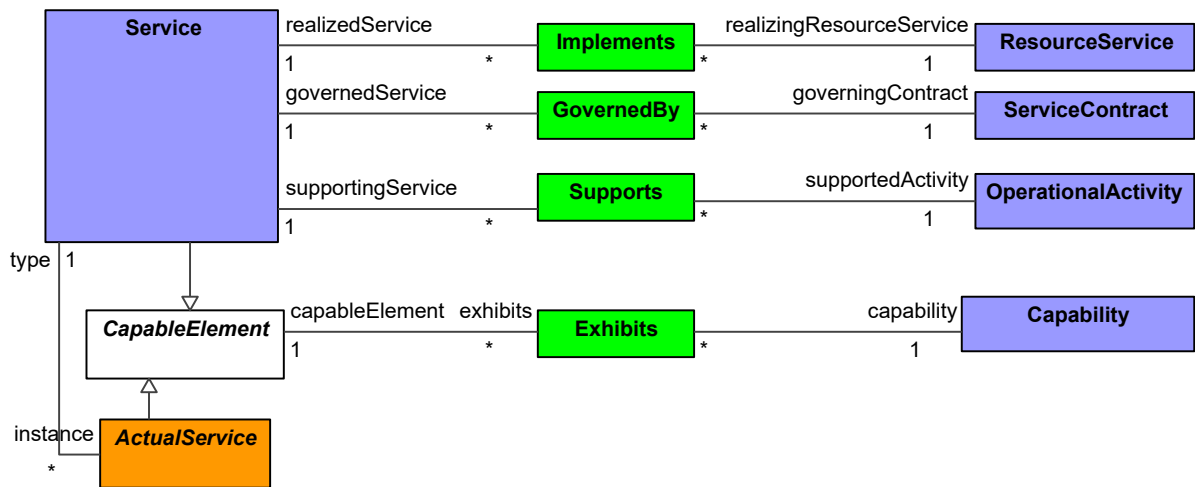 Service
realizedService
Implements
realizingResourceService
ResourceService
1
*
*
1
governedService
GovernedBy
governingContract
ServiceContract
1
*
*
1
supportingService
Supports
supportedActivity
OperationalActivity
1
*
*
1
type
1
CapableElement
capableElement
exhibits
Exhibits
capability
Capability
1
*
*
1
instance
ActualService
*